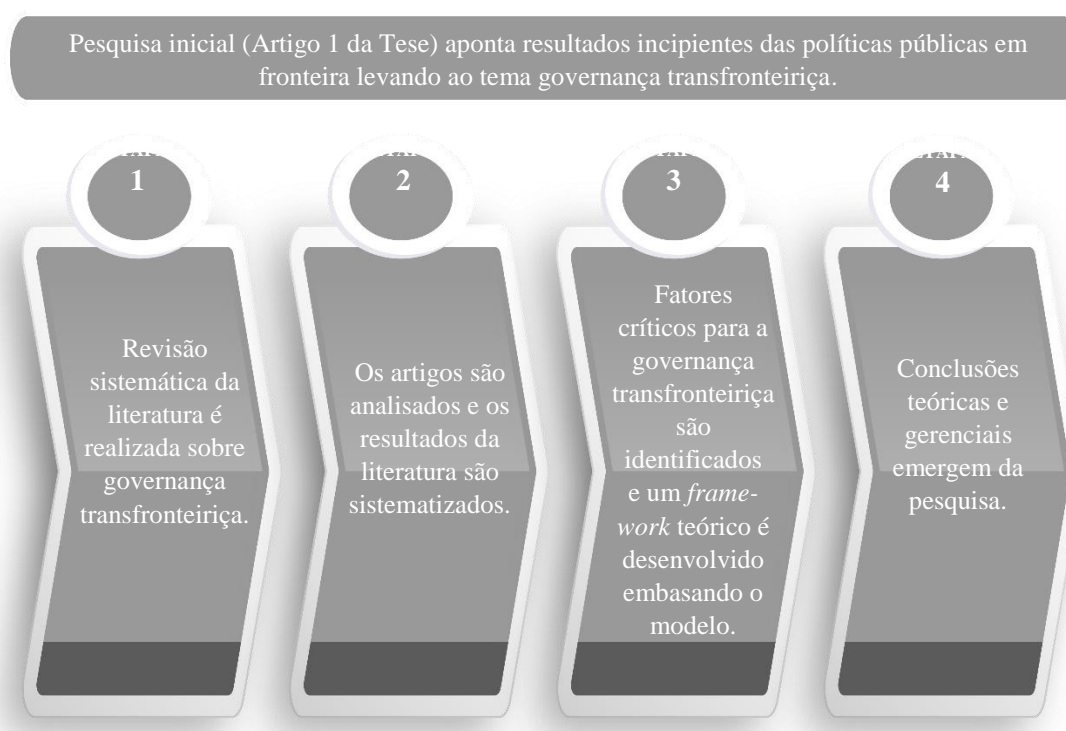 Pesquisa inicial (Artigo 1 da Tese) aponta resultados incipientes das políticas públicas em
fronteira levando ao tema governança transfronteiriça.
1
Revisão
sistemática da
literatura é
realizada sobre
governança
transfronteiriça.
2
Os artigos são
analisados e os
resultados da
literatura são
sistematizados.
3
Fatores
críticos para a
governança
transfronteiriça
são
identificados
e um frame-
work teórico é
desenvolvido
embasando o
modelo.
4
Conclusões
teóricas e
gerenciais
emergem da
pesquisa.